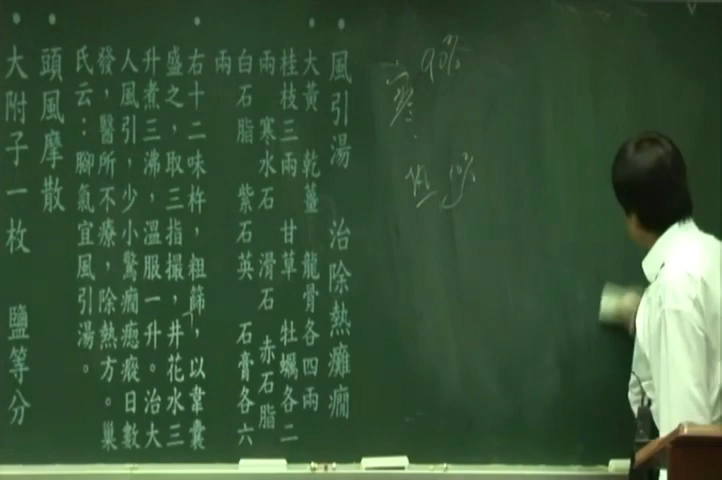 風引湯　治除熱癱癇
大黃　乾薑　龍骨各四兩
桂枝三兩　甘草　牡蠣各二
兩　寒水石　滑石　赤石脂
白石脂　紫石英　石膏各六
兩
右十二味杵，粗篩，以韋囊
盛之，取三指撮，井花水三
升煮三沸，溫服一升。治大
人風引，少小驚癇瘛瘲日數
發，醫所不療，除熱方。巢
氏云：腳氣宜風引湯。
頭風摩散
大附子一枚　鹽等分
寒 90%
10%